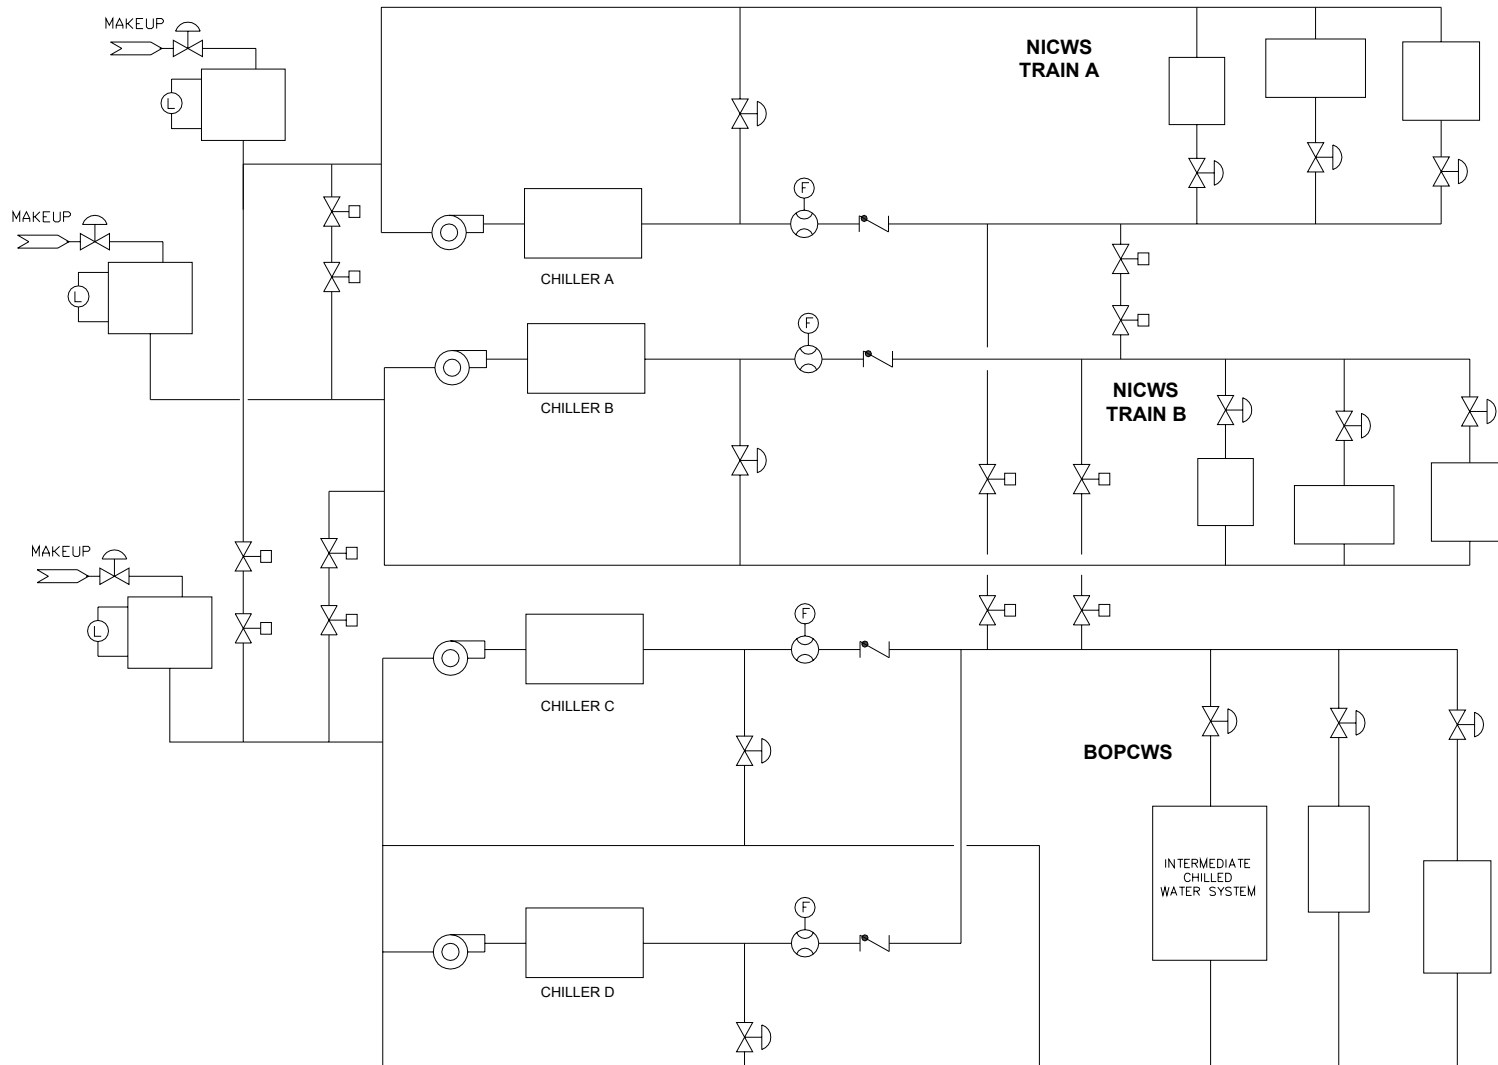 MAKEUP
NICWS
TRAIN A
L
F
MAKEUP
CHILLER A
L
F
NICWS
TRAIN B
CHILLER B
MAKEUP
L
F
CHILLER C
BOPCWS
INTERMEDIATE
CHILLED
WATER SYSTEM
F
CHILLER D